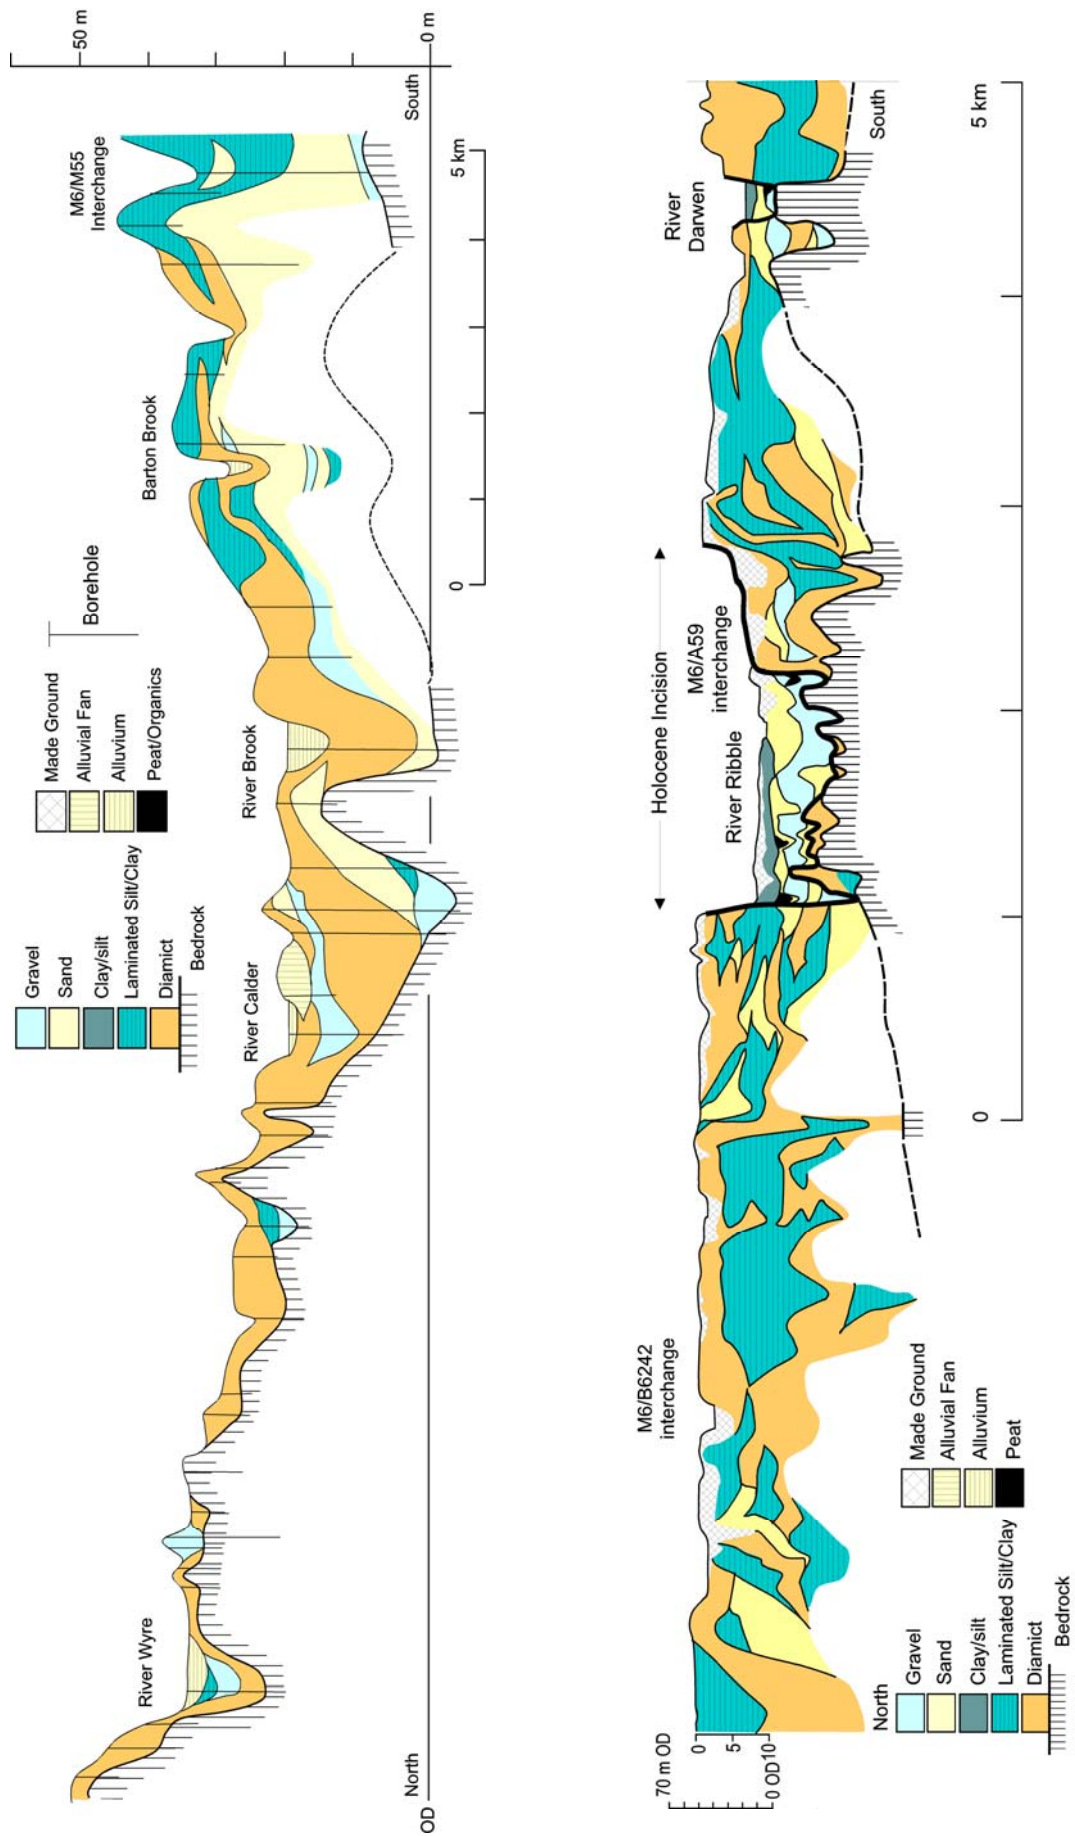 50 m
0 m
South
M6/M55
Interchange
5 km
Barton Brook
0
Borehole
Made Ground
Alluvial Fan
Alluvium
Peat/Organics
Gravel
Sand
Clay/silt
Laminated Silt/Clay
Diamict
Bedrock
River Brook
River Calder
River Wyre
North
OD
South
5 km
River
Darwen
Holocene Incision
M6/A59
interchange
River Ribble
0
M6/B6242
interchange
Made Ground
Alluvial Fan
Alluvium
Peat
North
Gravel
Sand
Clay/silt
Laminated Silt/Clay
Diamict
Bedrock
70 m OD
0 OD
0
5
10